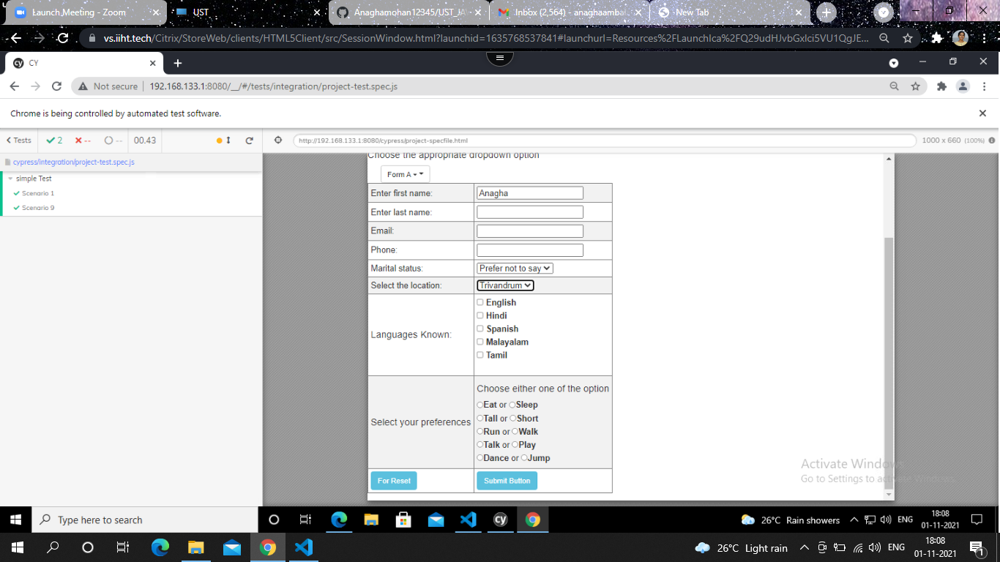 Launch Meeting - Zoom
UST
Anaghamohan12345/UST_JA
Inbox (2,564) - anaghaamba
New Tab
vs.iiht.tech/Citrix/StoreWeb/clients/HTML5Client/src/SessionWindow.html?launchid=1635768537841#launchurl=Resources%2FLaunchIca%2FQ29udHJvbGxlci5VU1QgJE...
cy CY
Not secure 192.168.133.1:8080/__/#/tests/integration/project-test.spec.js
Chrome is being controlled by automated test software.
Tests 2 -- -- 00.43 http://192.168.133.1:8080/cypress/project-specfile.html 1000 x 660 (100%)
cypress/integration/project-test.spec.js
Choose the appropriate dropdown option
simple Test
Form A
Scenario 1
Scenario 9
Enter first name: Anagha
Enter last name:
Email:
Phone:
Marital status: Prefer not to say
Select the location: Trivandrum
Languages Known:
English
Hindi
Spanish
Malayalam
Tamil
Select your preferences
Choose either one of the option
Eat or Sleep
Tall or Short
Run or Walk
Talk or Play
Dance or Jump
For Reset Submit Button
Activate Windows
Go to Settings to activate Windows.
Type here to search
cy
26°C Rain showers ENG
18:08
01-11-2021
26°C Light rain ENG
18:08
01-11-2021
1